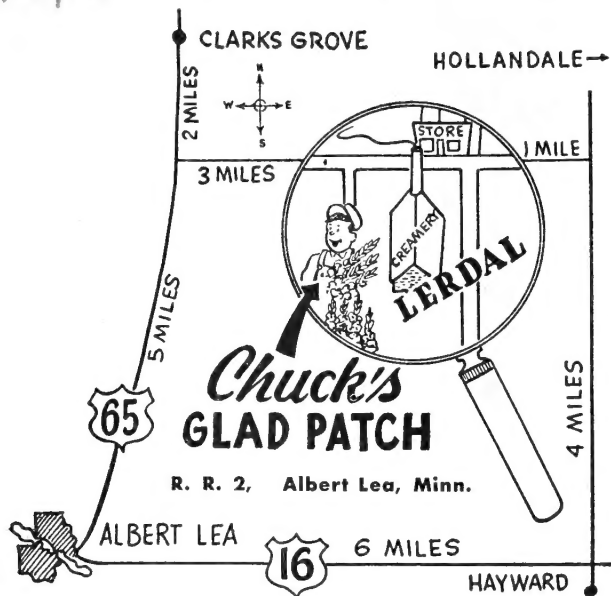 CLARKS GROVE
HOLLANDALE→
2 MILES
N
W E
S
STORE
3 MILES
1 MILE
CREAMERY
LERDAL
5 MILES
Chuck's
GLAD PATCH
65
4 MILES
R. R. 2, Albert Lea, Minn.
ALBERT LEA
16
6 MILES
HAYWARD